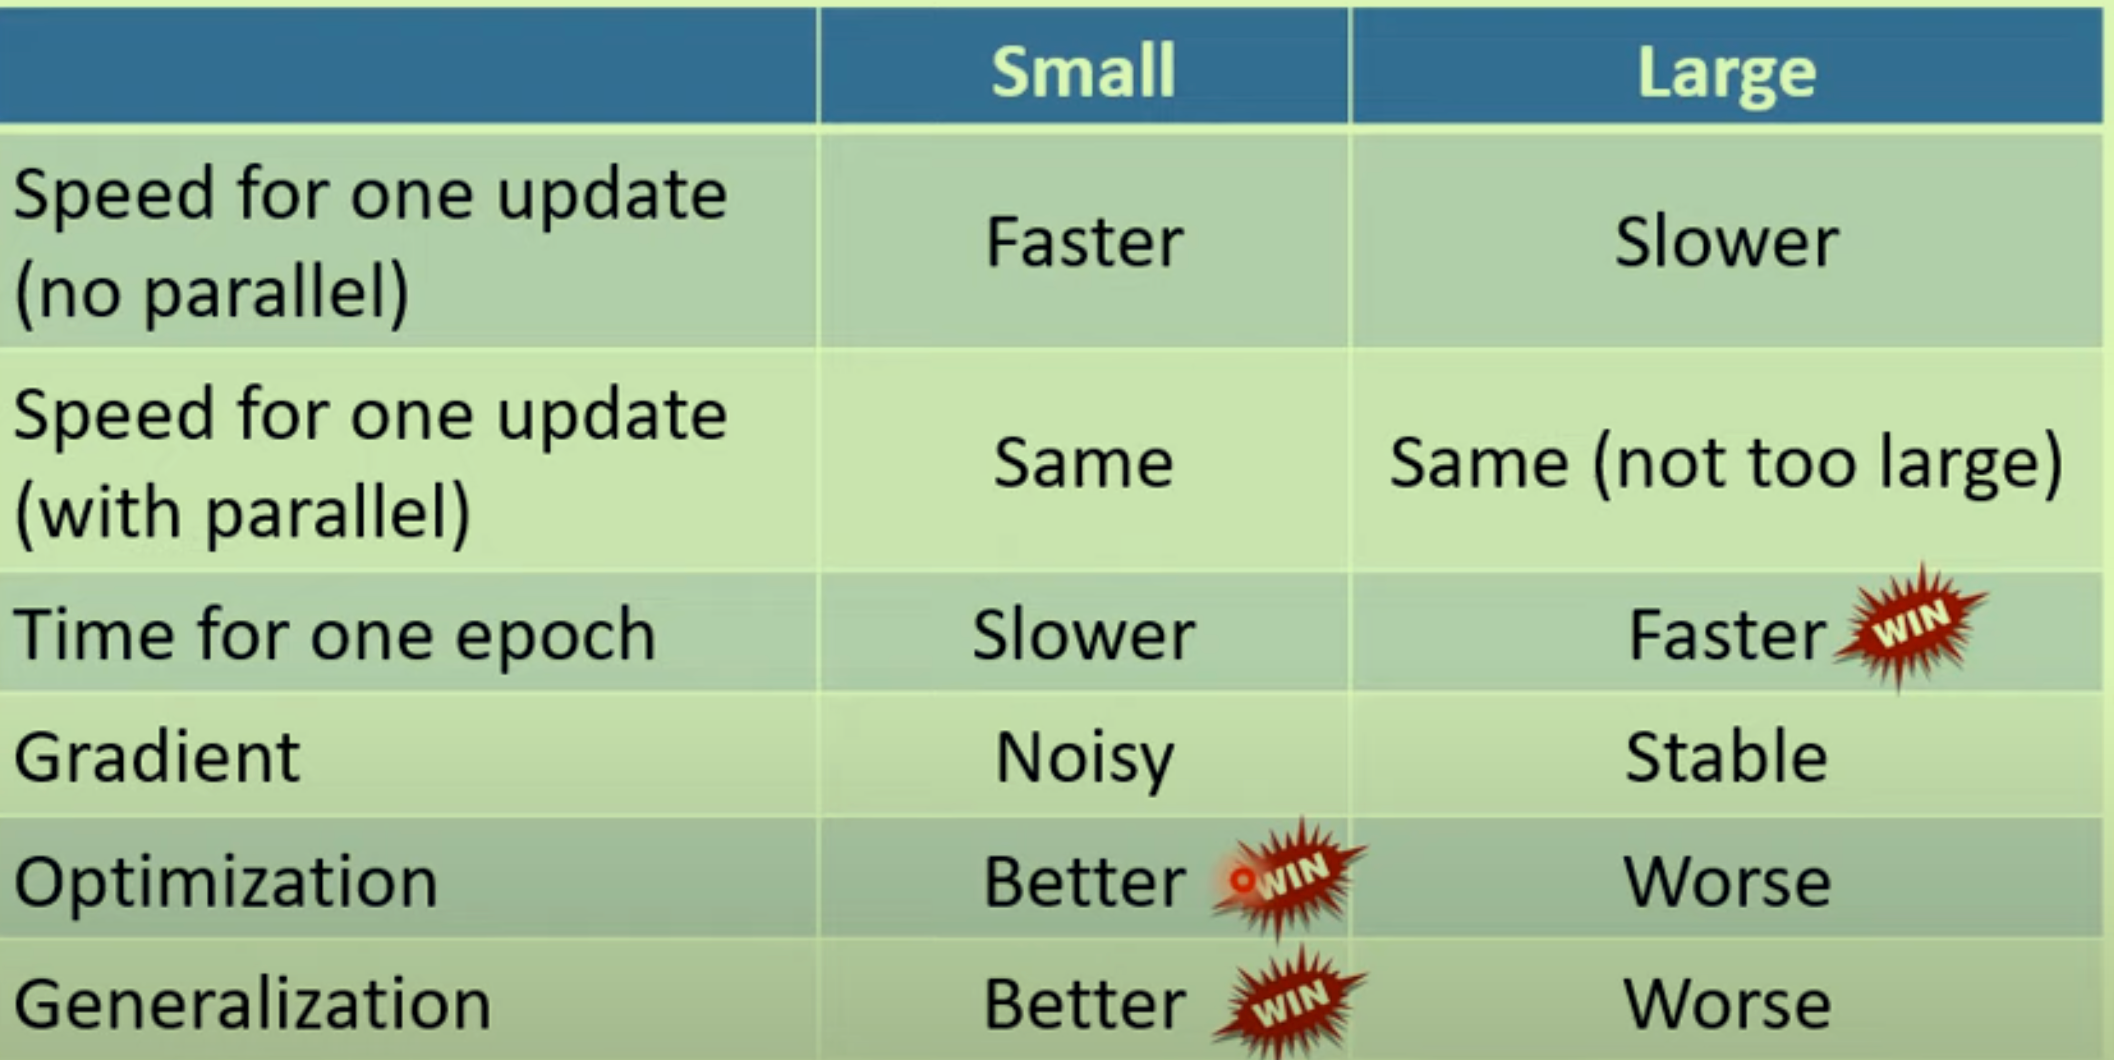 Small Large
Speed for one update
(no parallel)
Faster Slower
Speed for one update
(with parallel)
Same Same (not too large)
Time for one epoch Slower Faster WIN
Gradient Noisy Stable
Optimization Better WIN Worse
Generalization Better WIN Worse